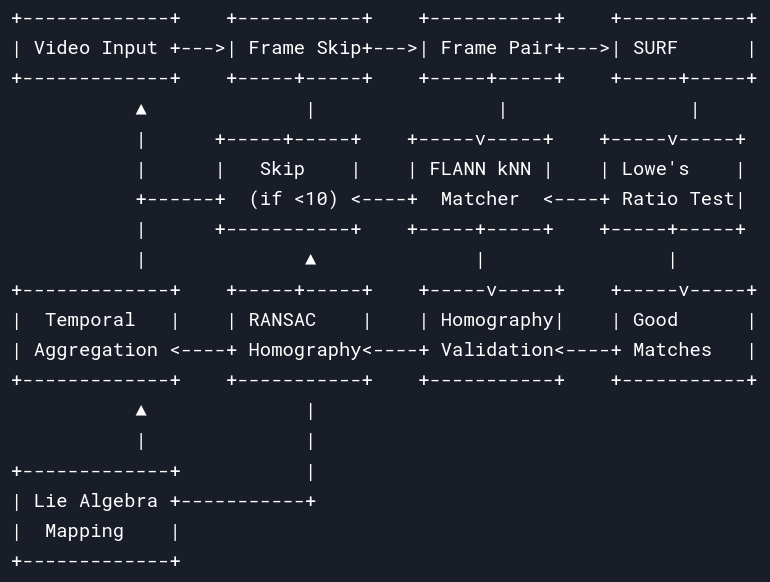 +-------------+    +-----------+    +-----------+    +-----------+
| Video Input +--->| Frame Skip+--->| Frame Pair+--->| SURF      |
+-------------+    +-----+-----+    +-----+-----+    +-----+-----+
           ▲              |                |                |
           |      +-----+-----+    +-----v-----+    +-----v-----+
           |      |   Skip    |    | FLANN kNN |    | Lowe's    |
           +------+  (if <10) <----+  Matcher  <----+ Ratio Test|
           |      +-----------+    +-----+-----+    +-----+-----+
           |              ▲              |                |
+-------------+    +-----+-----+    +-----v-----+    +-----v-----+
|  Temporal   |    | RANSAC    |    | Homography|    | Good      |
| Aggregation <----+ Homography<----+ Validation<----+ Matches   |
+-------------+    +-----------+    +-----------+    +-----------+
           ▲              |
           |              |
+-------------+           |
| Lie Algebra +-----------+
|  Mapping    |
+-------------+